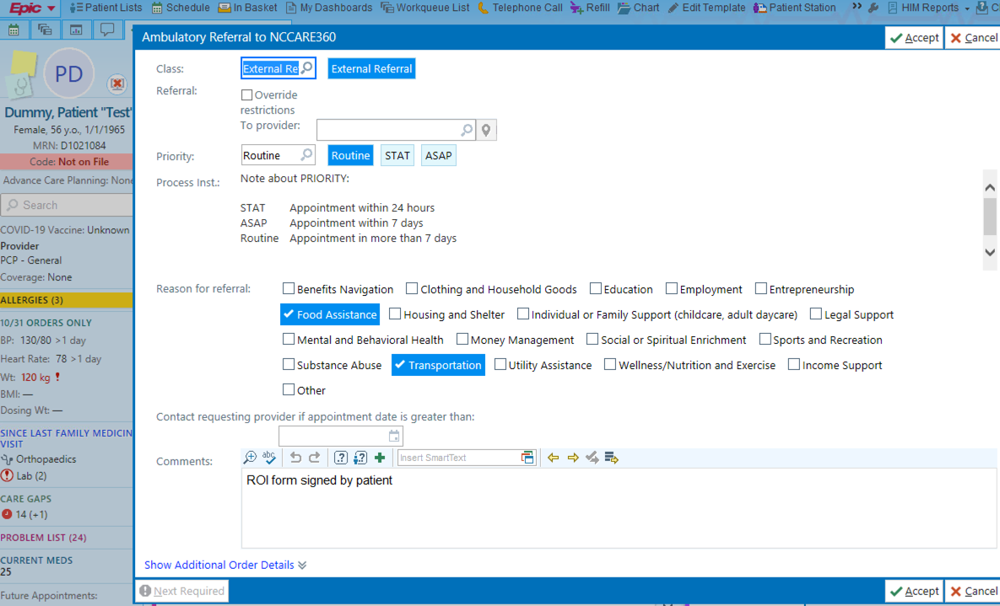 Epic Patient Lists Schedule In Basket My Dashboards Workqueue List Telephone Call Refill Chart Edit Template Patient Station HIM Reports
Ambulatory Referral to NCCARE360 Accept Cancel
PD
Dummy, Patient "Test"
Female, 56 y.o., 1/1/1965
MRN: D1021084
Code: Not on File
Advance Care Planning: None
Search
COVID-19 Vaccine: Unknown
Provider
PCP - General
Coverage: None
ALLERGIES (3)
10/31 ORDERS ONLY
BP: 130/80 >1 day
Heart Rate: 78 >1 day
Wt: 120 kg !
BMI: —
Dosing Wt: —
SINCE LAST FAMILY MEDICIN
VISIT
Orthopaedics
Lab (2)
CARE GAPS
14 (+1)
PROBLEM LIST (24)
CURRENT MEDS
25
Future Appointments:
Class: External Re External Referral
Referral: Override
restrictions
To provider:
Priority: Routine Routine STAT ASAP
Process Inst.: Note about PRIORITY:
STAT Appointment within 24 hours
ASAP Appointment within 7 days
Routine Appointment in more than 7 days
Reason for referral: Benefits Navigation Clothing and Household Goods Education Employment Entrepreneurship
Food Assistance Housing and Shelter Individual or Family Support (childcare, adult daycare) Legal Support
Mental and Behavioral Health Money Management Social or Spiritual Enrichment Sports and Recreation
Substance Abuse Transportation Utility Assistance Wellness/Nutrition and Exercise Income Support
Other
Contact requesting provider if appointment date is greater than:
Comments: abc Insert SmartText
ROI form signed by patient
Show Additional Order Details
Next Required Accept Cancel